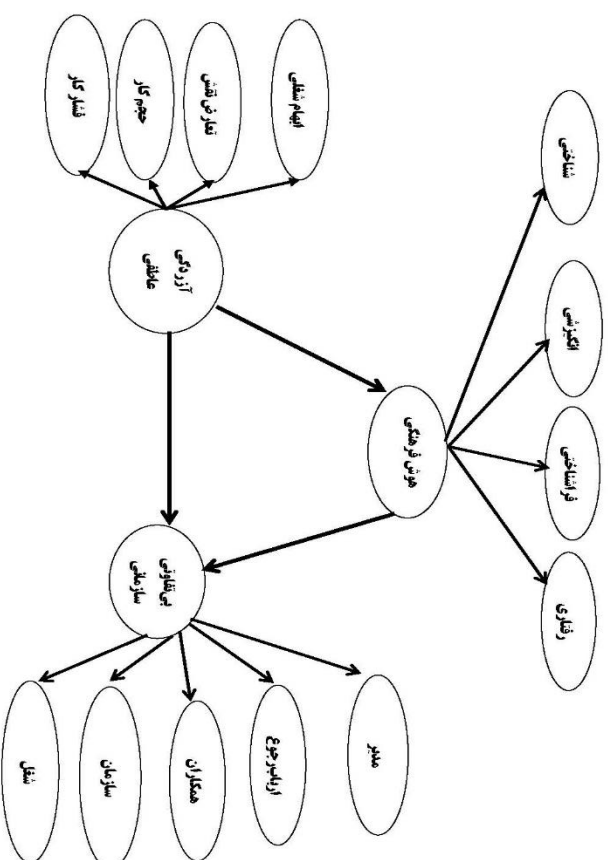 شناختی
انگیزشی
فراشناختی
رفتاری
هوش فرهنگی
ابهام شغلی
تعارض نقش
حجم کار
فشار کار
آزردگی
عاطفی
بی‌تفاوتی
سازمانی
مدیر
ارباب‌رجوع
همکاران
سازمان
شغل